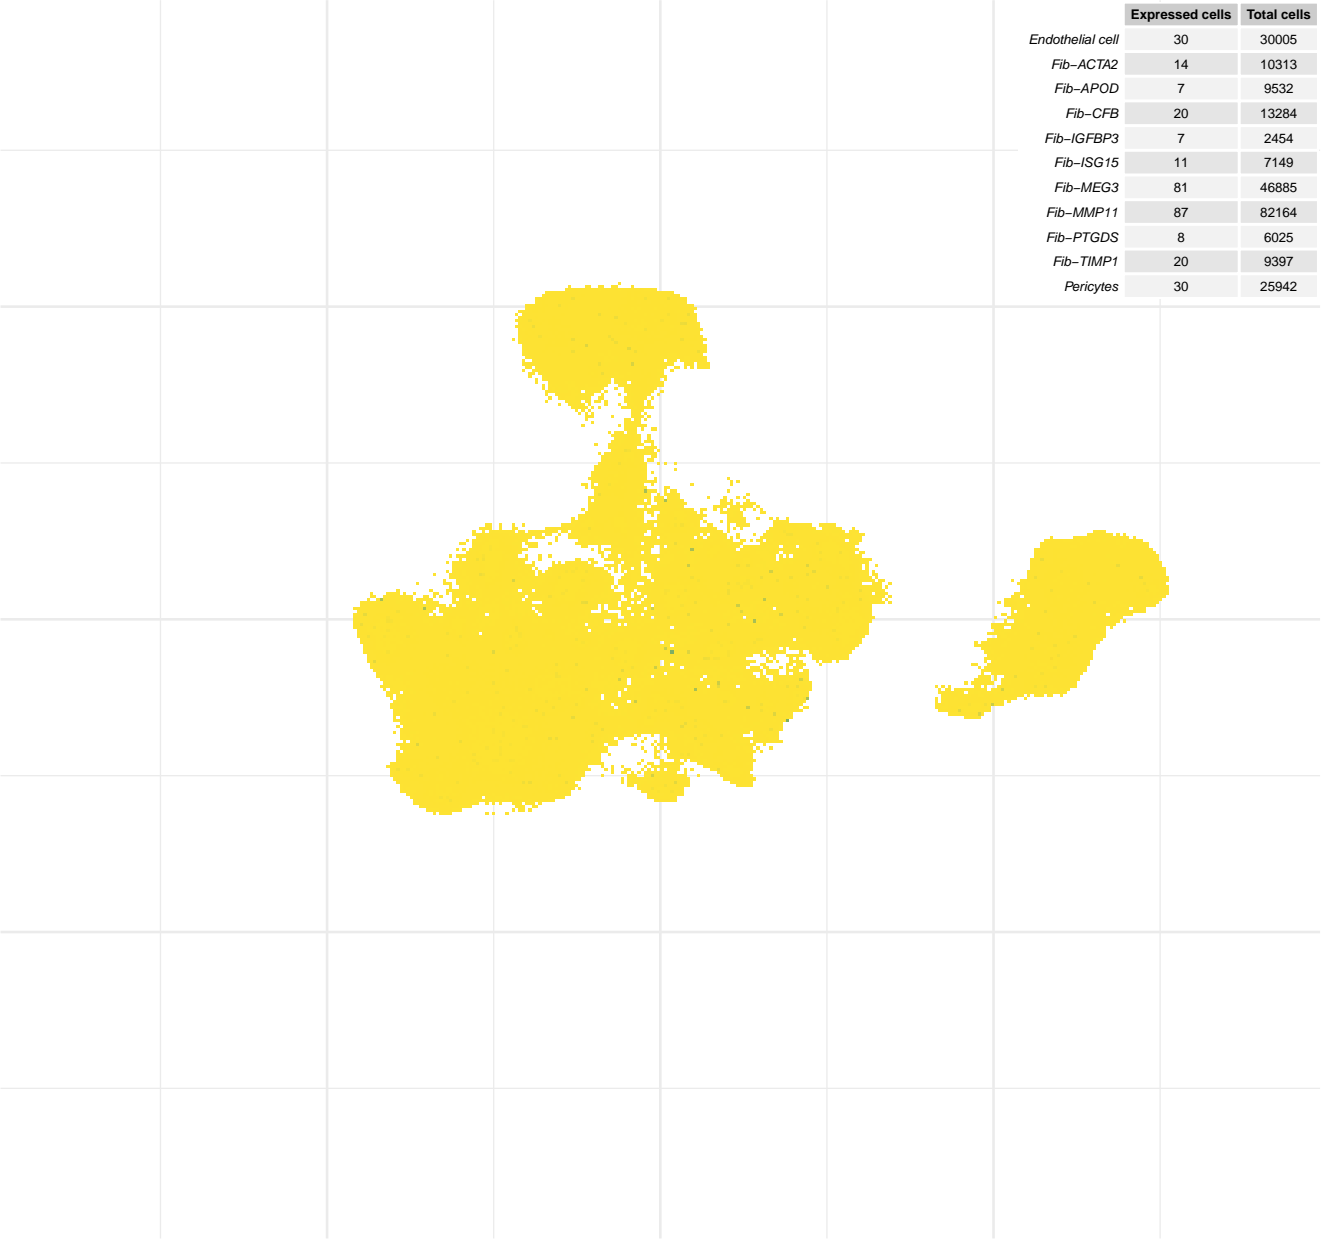 Expressed cells Total cells
Endothelial cell 30 30005
Fib−ACTA2 14 10313
Fib−APOD 7 9532
Fib−CFB 20 13284
Fib−IGFBP3 7 2454
Fib−ISG15 11 7149
Fib−MEG3 81 46885
Fib−MMP11 87 82164
Fib−PTGDS 8 6025
Fib−TIMP1 20 9397
Pericytes 30 25942